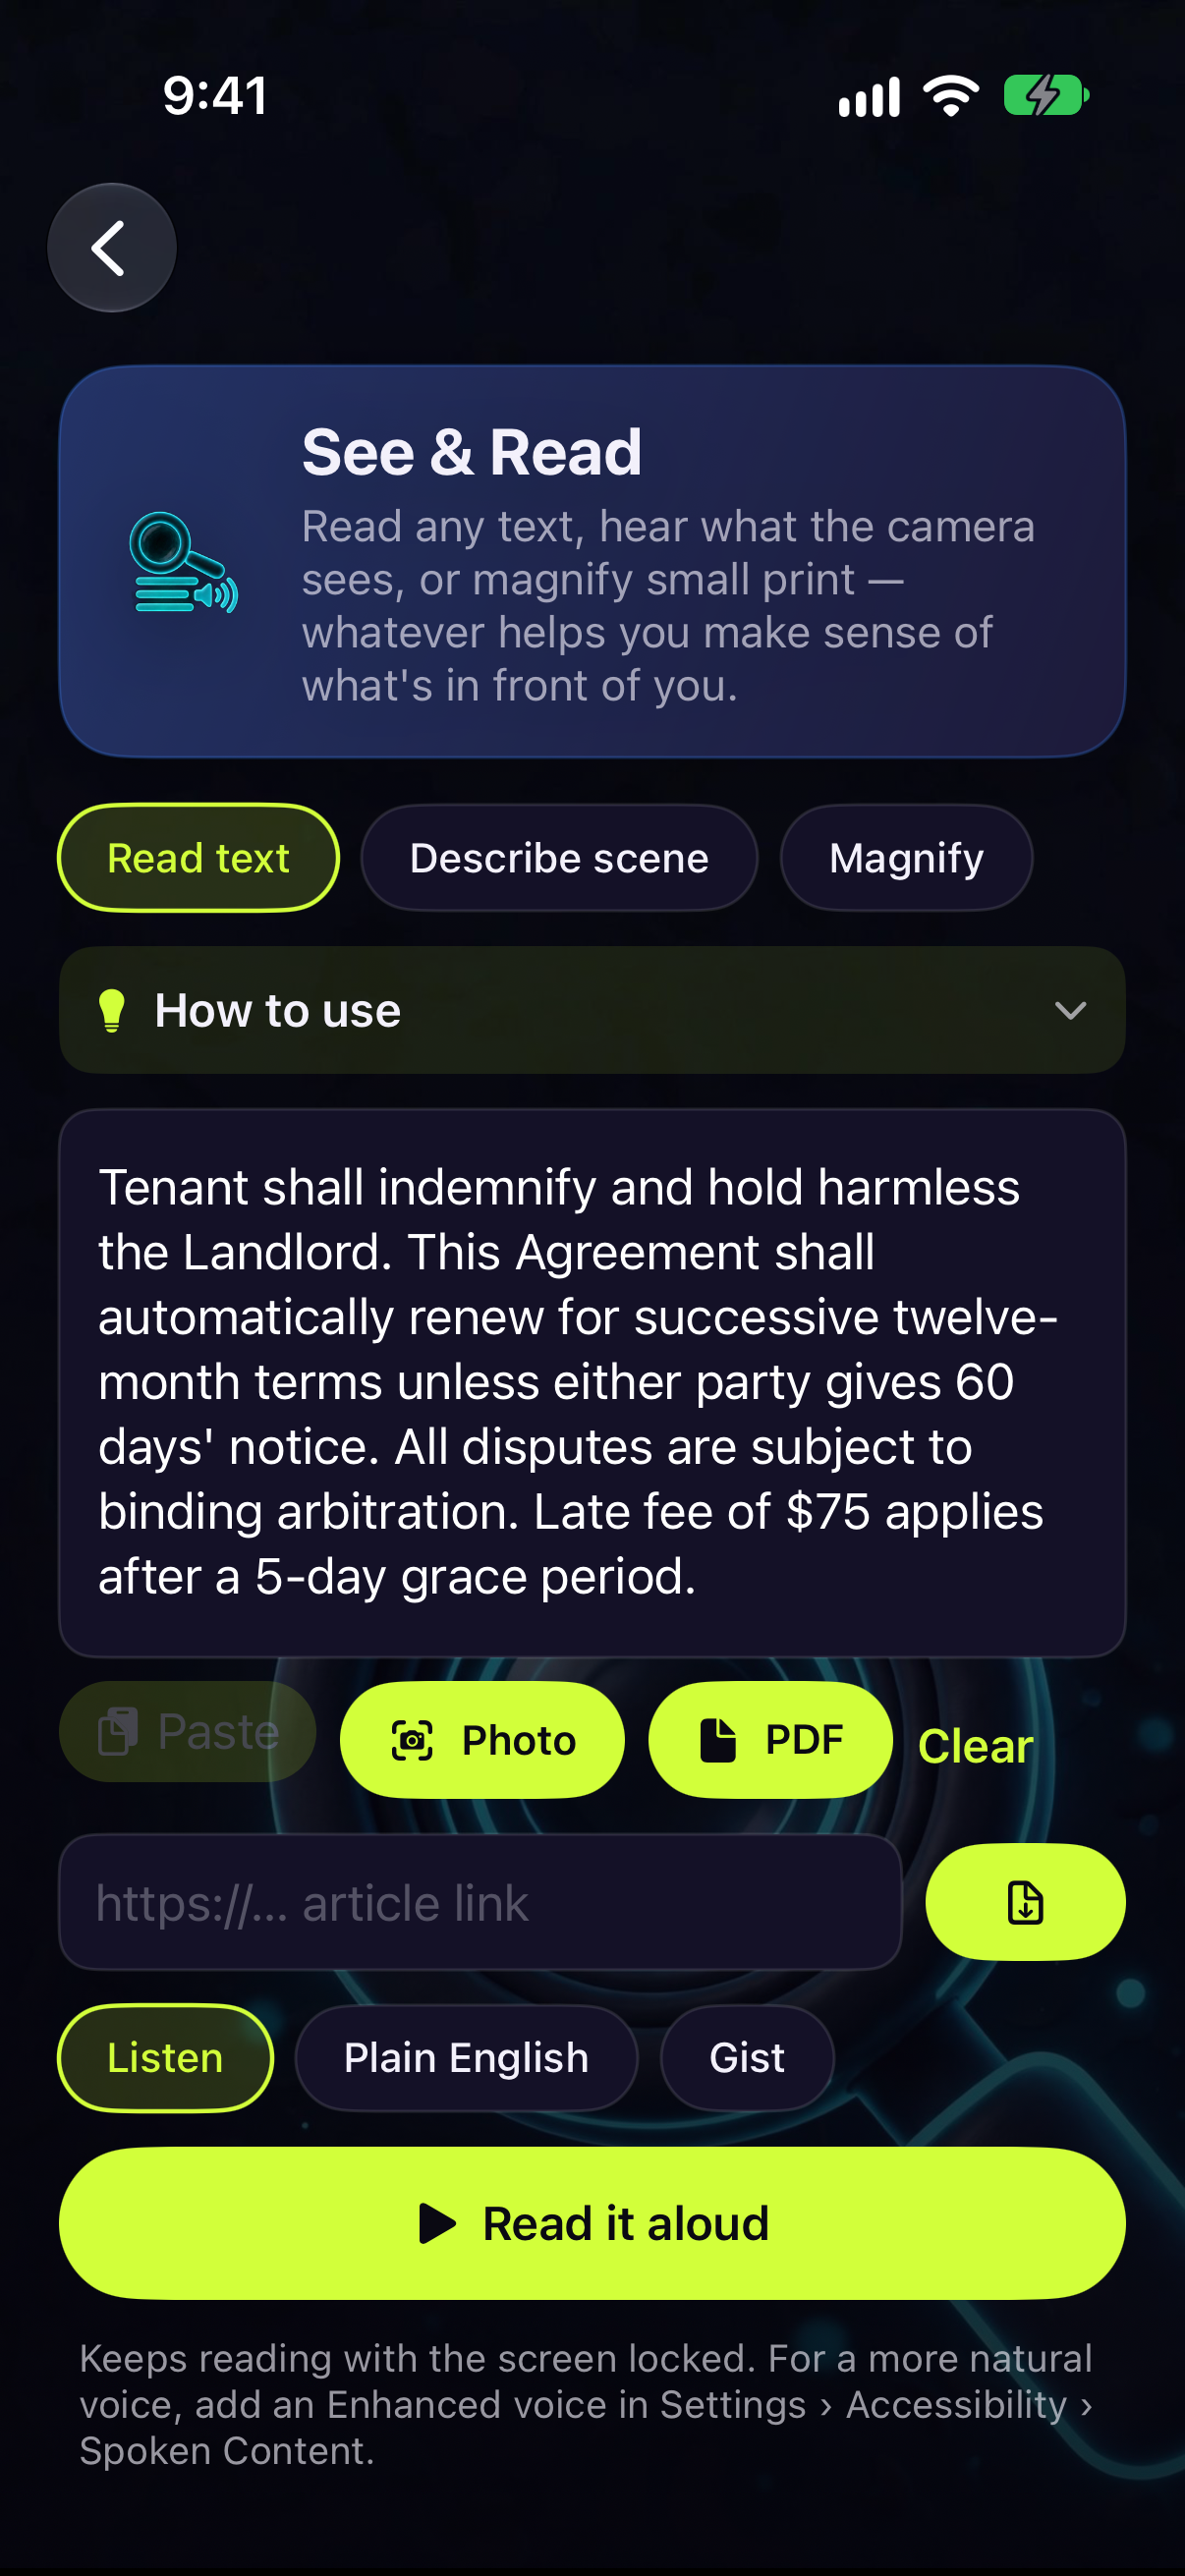 9:41
See & Read
Read any text, hear what the camera
sees, or magnify small print —
whatever helps you make sense of
what's in front of you.
Read text
Describe scene
Magnify
How to use
Tenant shall indemnify and hold harmless
the Landlord. This Agreement shall
automatically renew for successive twelve-
month terms unless either party gives 60
days' notice. All disputes are subject to
binding arbitration. Late fee of $75 applies
after a 5-day grace period.
Paste
Photo
PDF
Clear
https://... article link
Listen
Plain English
Gist
Read it aloud
Keeps reading with the screen locked. For a more natural
voice, add an Enhanced voice in Settings › Accessibility ›
Spoken Content.